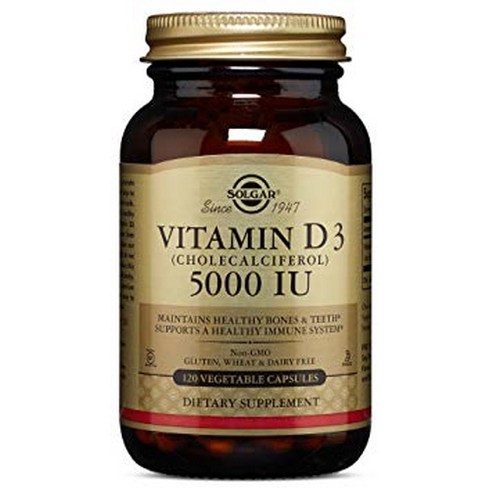 SOLGAR®
Since 1947
VITAMIN D3
(CHOLECALCIFEROL)
5000 IU
MAINTAINS HEALTHY BONES & TEETH*
SUPPORTS A HEALTHY IMMUNE SYSTEM*
NON-GMO
GLUTEN, WHEAT & DAIRY FREE
120 VEGETABLE CAPSULES
DIETARY SUPPLEMENT